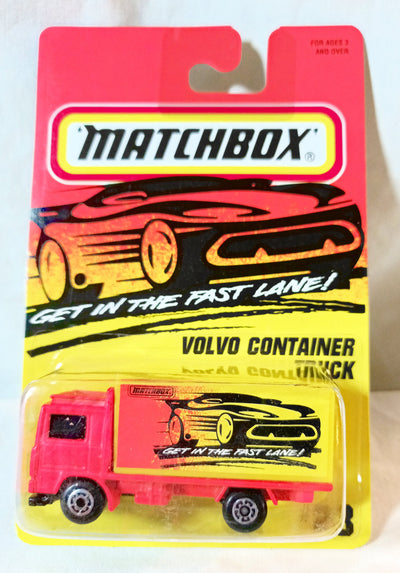 FOR AGES 3
AND OVER
'MATCHBOX'®
GET IN THE FAST LANE!
VOLVO CONTAINER
TRUCK
MATCHBOX
GET IN THE FAST LANE!